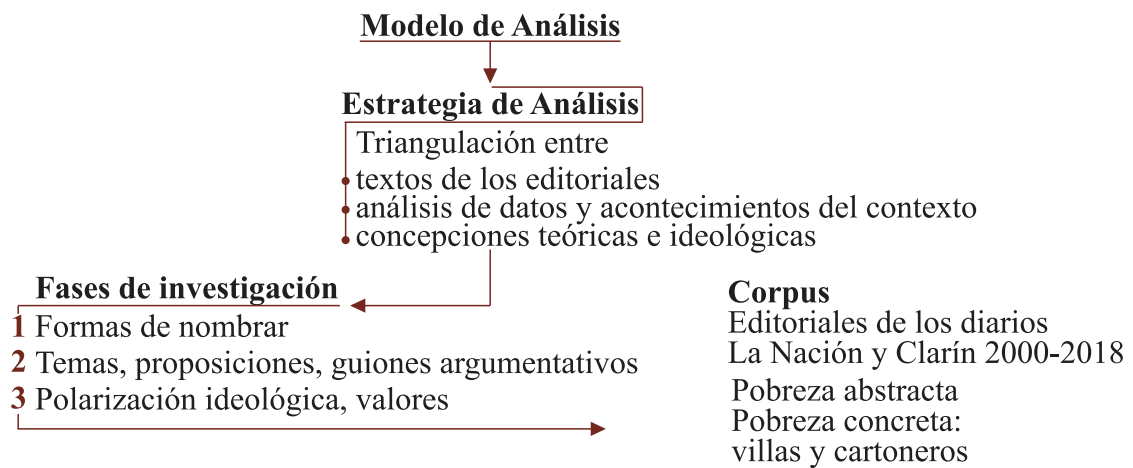 Modelo de Análisis
Estrategia de Análisis
Triangulación entre
textos de los editoriales
análisis de datos y acontecimientos del contexto
concepciones teóricas e ideológicas
Fases de investigación
1 Formas de nombrar
2 Temas, proposiciones, guiones argumentativos
3 Polarización ideológica, valores
Corpus
Editoriales de los diarios
La Nación y Clarín 2000-2018
Pobreza abstracta
Pobreza concreta:
villas y cartoneros